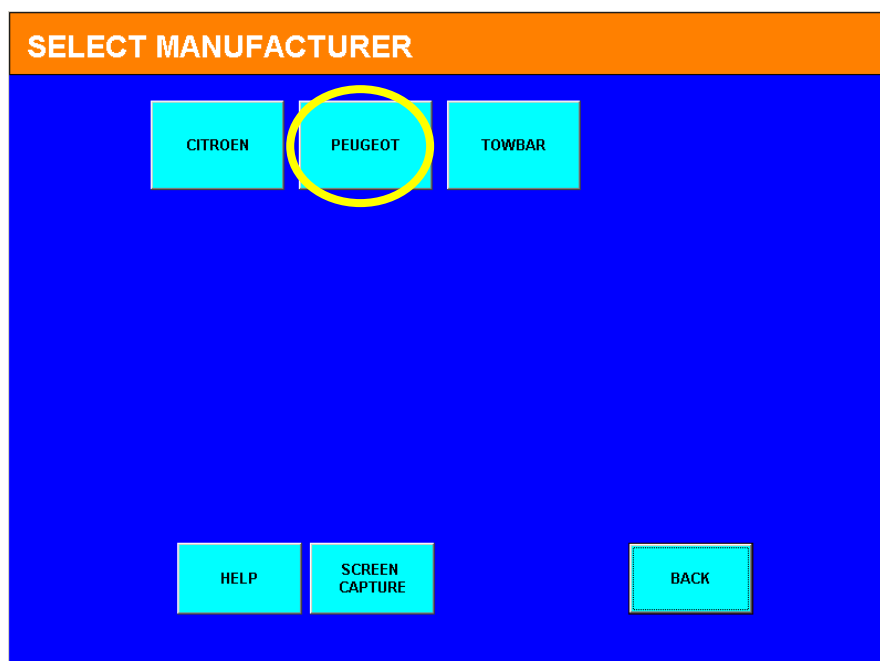 SELECT MANUFACTURER
CITROEN
PEUGEOT
TOWBAR
HELP
SCREEN
CAPTURE
BACK